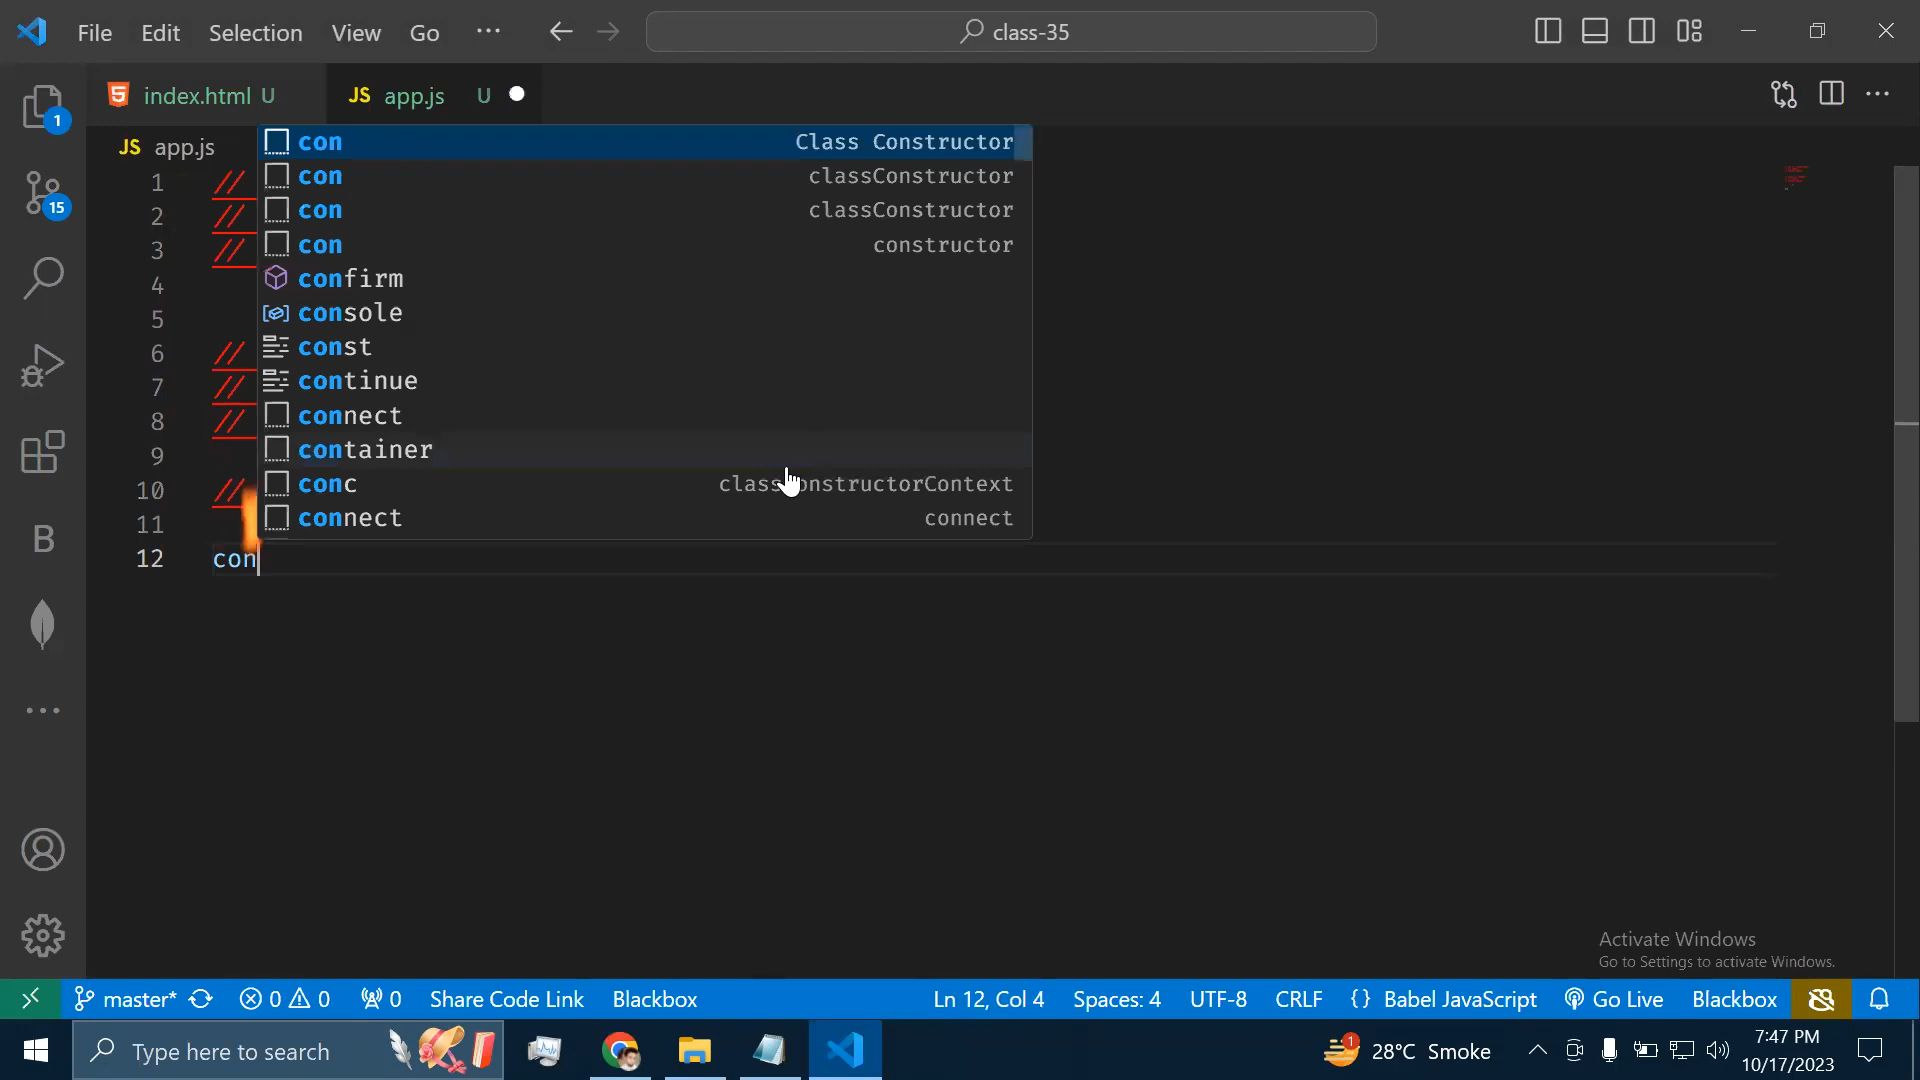 File Edit Selection View Go ··· class-35
index.html U JS app.js U
JS app.js
1 //
2 //
3 //
4
5
6 //
7 //
8 //
9
10 //
11
12 con
con Class Constructor
con classConstructor
con classConstructor
con constructor
confirm
console
const
continue
connect
container
conc classConstructorContext
connect connect
1
15
B
Activate Windows
Go to Settings to activate Windows.
master* 0 0 0 Share Code Link Blackbox Ln 12, Col 4 Spaces: 4 UTF-8 CRLF {} Babel JavaScript Go Live Blackbox
Type here to search 1 28°C Smoke 7:47 PM
10/17/2023